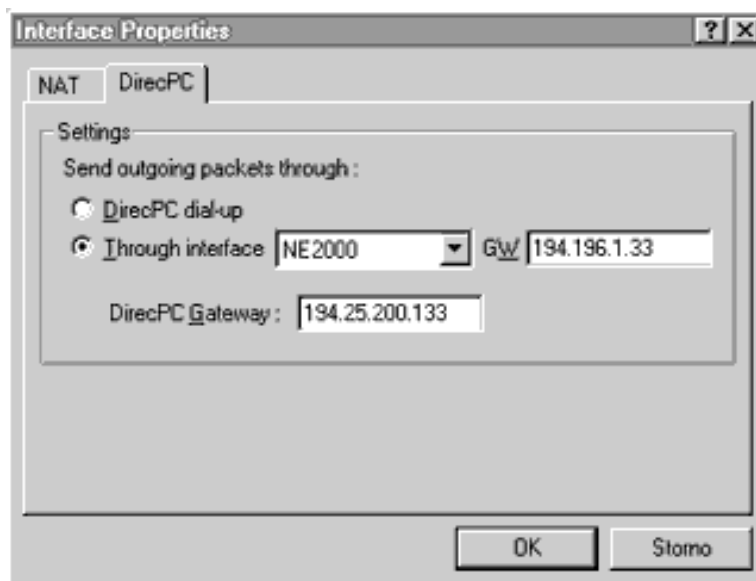 Interface Properties
NAT DirecPC
Settings
Send outgoing packets through :
DirecPC dial-up
Through interface NE2000 GW 194.196.1.33
DirecPC Gateway : 194.25.200.133
OK Storno